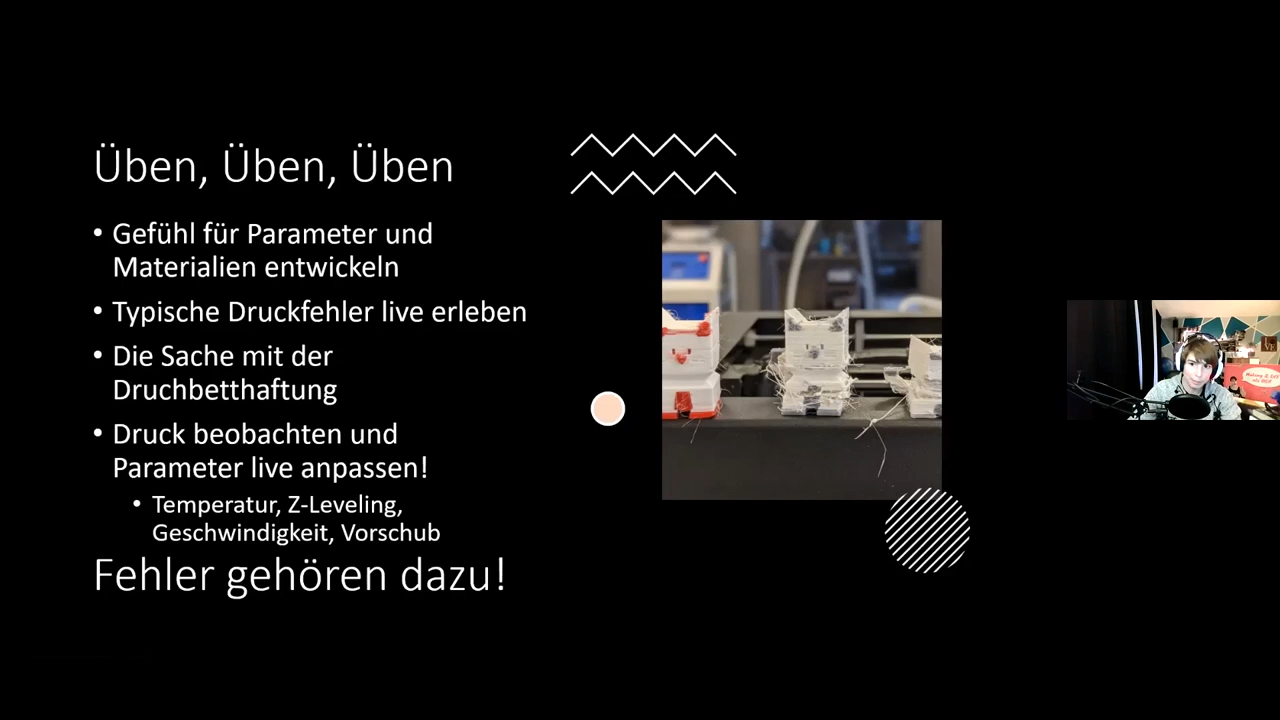 Üben, Üben, Üben
• Gefühl für Parameter und
Materialien entwickeln
• Typische Druckfehler live erleben
• Die Sache mit der
Druchbetthaftung
• Druck beobachten und
Parameter live anpassen!
• Temperatur, Z-Leveling,
Geschwindigkeit, Vorschub
Fehler gehören dazu!